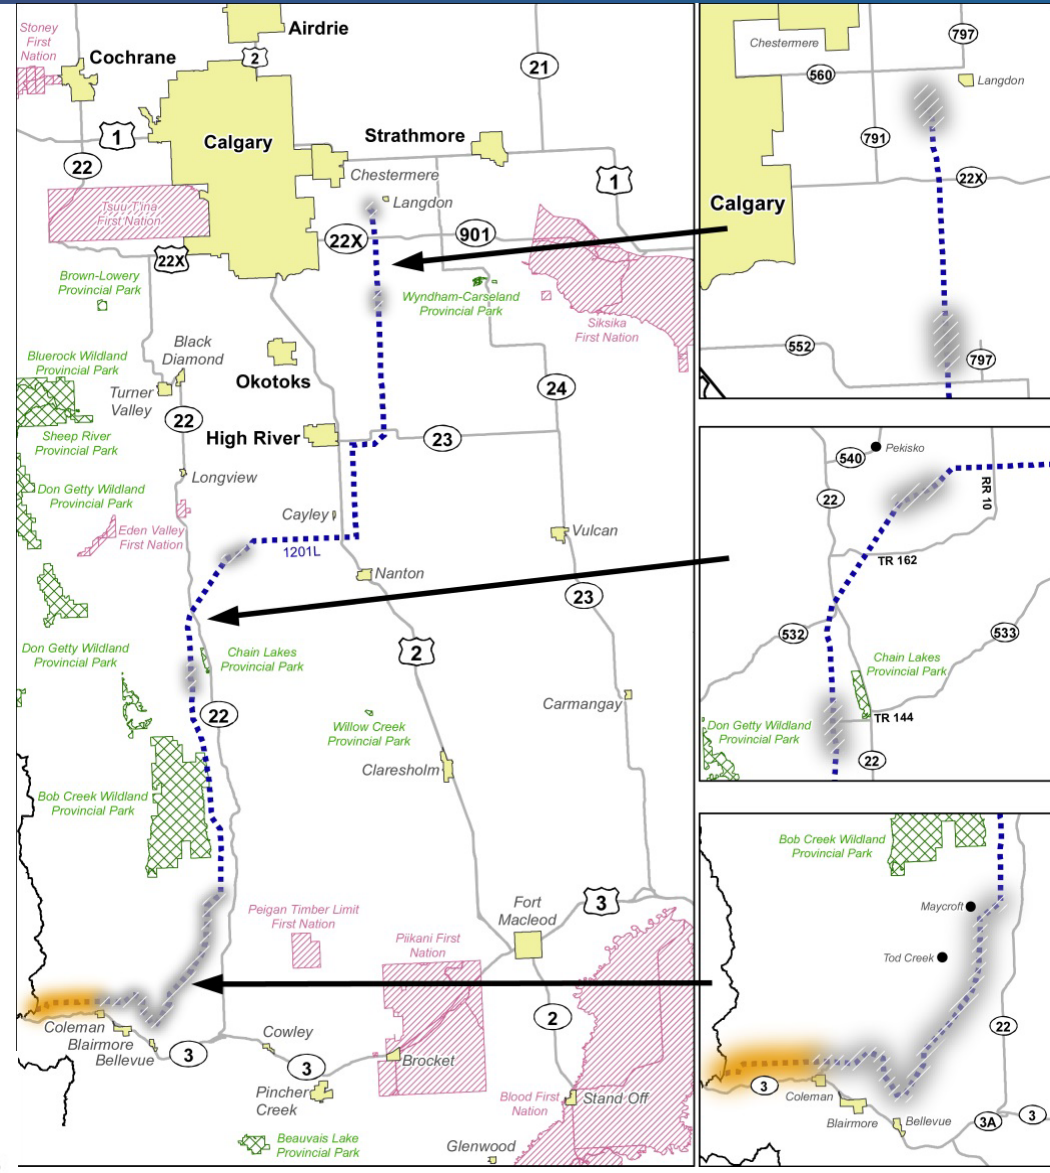 Stoney
First
Nation
Airdrie
Cochrane
2
21
1
Calgary
Strathmore
22
Chestermere
1
Tsuu T'ina
First Nation
Langdon
22X
901
22X
Brown-Lowery
Provincial Park
Wyndham-Carseland
Provincial Park
Siksika
First Nation
Black
Diamond
Bluerock Wildland
Provincial Park
Turner
Valley
Okotoks
24
22
High River
23
Sheep River
Provincial Park
Longview
Don Getty Wildland
Provincial Park
Cayley
Eden Valley
First Nation
Vulcan
1201L
Nanton
23
Don Getty Wildland
Provincial Park
2
Chain Lakes
Provincial Park
Carmangay
22
Willow Creek
Provincial Park
Claresholm
Bob Creek Wildland
Provincial Park
Fort
Macleod
3
Peigan Timber Limit
First Nation
Piikani First
Nation
2
Coleman
Blairmore
Bellevue
3
Cowley
3
Brocket
Pincher
Creek
Blood First
Nation
Stand Off
Beauvais Lake
Provincial Park
Glenwood
797
Chestermere
560
Langdon
791
22X
Calgary
552
797
Pekisko
540
22
RR 10
TR 162
532
533
Chain Lakes
Provincial Park
TR 144
Don Getty Wildland
Provincial Park
22
Bob Creek Wildland
Provincial Park
Maycroft
Tod Creek
22
3
Coleman
Blairmore
Bellevue
3A
3